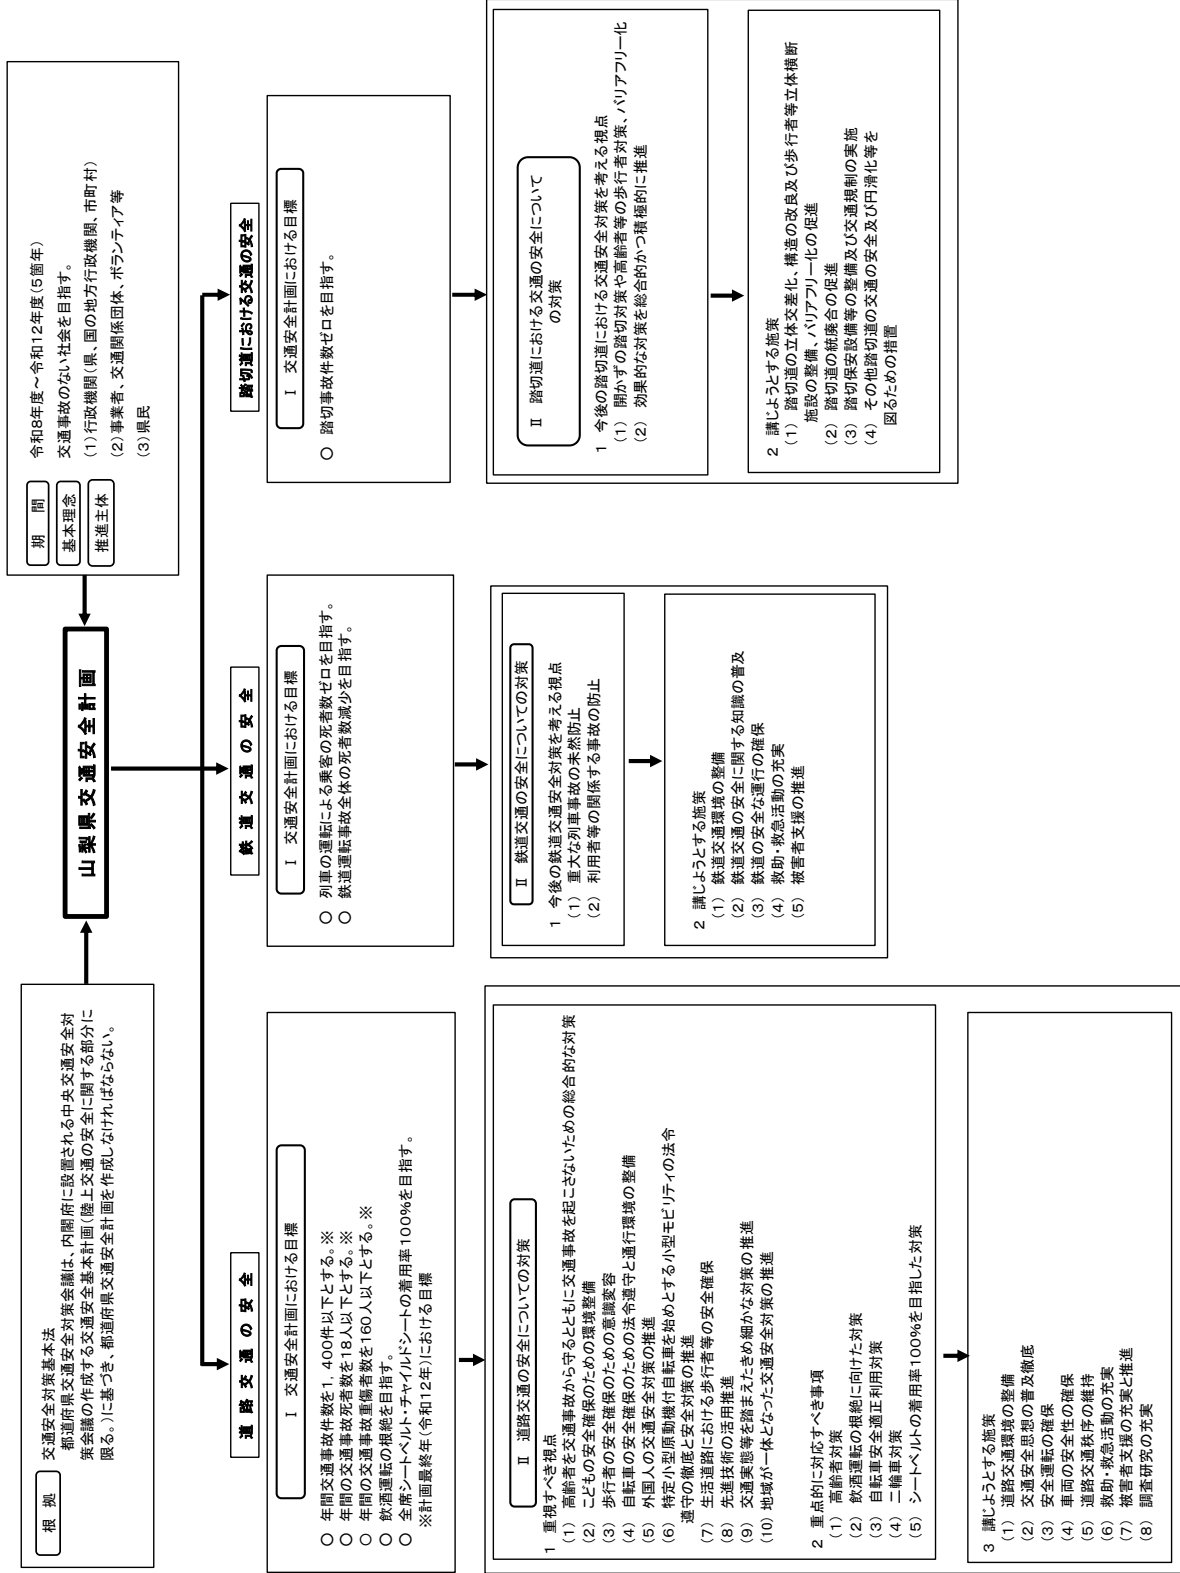 根　拠
交通安全対策基本法
都道府県交通安全対策会議は、内閣府に設置される中央交通安全対
策会議の作成する交通安全基本計画(陸上交通の安全に関する部分に
限る。)に基づき、都道府県交通安全計画を作成しなければならない。
山梨県交通安全計画
期　間
令和8年度～令和12年度(5箇年)
基本理念
交通事故のない社会を目指す。
推進主体
(1)行政機関(県、国の地方行政機関、市町村)
(2)事業者、交通関係団体、ボランティア等
(3)県民
道路交通の安全
Ⅰ　交通安全計画における目標
○ 年間交通事故件数を1,400件以下とする。※
○ 年間の交通事故死者数を18人以下とする。※
○ 年間の交通事故重傷者数を160人以下とする。※
○ 飲酒運転の根絶を目指す。
○ 全席シートベルト・チャイルドシートの着用率100%を目指す。
※計画最終年(令和12年)における目標
Ⅱ　道路交通の安全についての対策
1 重視すべき視点
(1) 高齢者を交通事故から守るとともに交通事故を起こさないための総合的な対策
(2) こどもの安全確保のための環境整備
(3) 歩行者の安全確保のための意識変容
(4) 自転車の安全確保のための法令遵守と通行環境の整備
(5) 外国人の交通安全対策の推進
(6) 特定小型原動機付自転車を始めとする小型モビリティの法令
遵守の徹底と安全対策の推進
(7) 生活道路における歩行者等の安全確保
(8) 先進技術の活用推進
(9) 交通実態等を踏まえたきめ細かな対策の推進
(10) 地域が一体となった交通安全対策の推進
2 重点的に対応すべき事項
(1) 高齢者対策
(2) 飲酒運転の根絶に向けた対策
(3) 自転車安全適正利用対策
(4) 二輪車対策
(5) シートベルトの着用率100%を目指した対策
3 講じようとする施策
(1) 道路交通環境の整備
(2) 交通安全思想の普及徹底
(3) 安全運転の確保
(4) 車両の安全性の確保
(5) 道路交通秩序の維持
(6) 救助・救急活動の充実
(7) 被害者支援の充実と推進
(8) 調査研究の充実
鉄道交通の安全
Ⅰ　交通安全計画における目標
○ 列車の運転による乗客の死者数ゼロを目指す。
○ 鉄道運転事故全体の死者数減少を目指す。
Ⅱ　鉄道交通の安全についての対策
1 今後の鉄道交通安全対策を考える視点
(1) 重大な列車事故の未然防止
(2) 利用者等の関係する事故の防止
2 講じようとする施策
(1) 鉄道交通環境の整備
(2) 鉄道交通の安全に関する知識の普及
(3) 鉄道の安全な運行の確保
(4) 救助・救急活動の充実
(5) 被害者支援の推進
踏切道における交通の安全
Ⅰ　交通安全計画における目標
○ 踏切事故件数ゼロを目指す。
Ⅱ　踏切道における交通の安全について
の対策
1 今後の踏切道における交通安全対策を考える視点
(1) 開かずの踏切対策や高齢者等の歩行者対策、バリアフリー化
(2) 効果的な対策を総合的かつ積極的に推進
2 講じようとする施策
(1) 踏切道の立体交差化、構造の改良及び歩行者等立体横断
施設の整備、バリアフリー化の促進
(2) 踏切道の統廃合の促進
(3) 踏切保安設備等の整備及び交通規制の実施
(4) その他踏切道の交通の安全及び円滑化等を
図るための措置